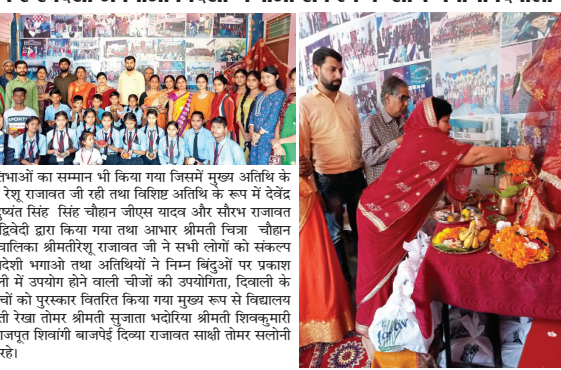 तिभाओं का सम्मान भी किया गया जिसमें मुख्य अतिथि के
रेशू राजावत जी रही तथा विशिष्ट अतिथि के रूप में देवेंद्र
दुष्यंत सिंह सिंह चौहान जीएस यादव और सौरभ राजावत
द्विवेदी द्वारा किया गया तथा आभार श्रीमती चित्रा चौहान
वालिका श्रीमतीरेशू राजावत जी ने सभी लोगों को संकल्प
देशी भगाओ तथा अतिथियों ने निम्न बिंदुओं पर प्रकाश
ली में उपयोग होने वाली चीजों की उपयोगिता, दिवाली के
चों को पुरस्कार वितरित किया गया मुख्य रूप से विद्यालय
ती रेखा तोमर श्रीमती सुजाता भदोरिया श्रीमती शिवकुमारी
जपूत शिवांगी बाजपेई दिव्या राजावत साक्षी तोमर सलोनी
रहे।